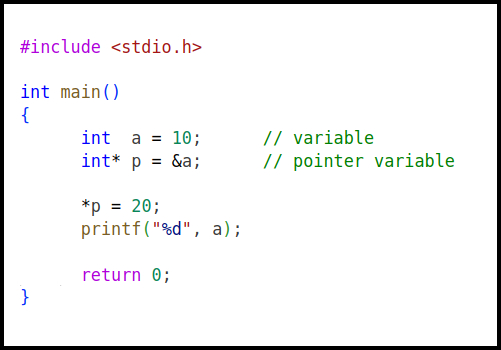 #include <stdio.h>
int main()
{
int  a = 10;      // variable
int* p = &a;      // pointer variable
*p = 20;
printf("%d", a);
return 0;
}